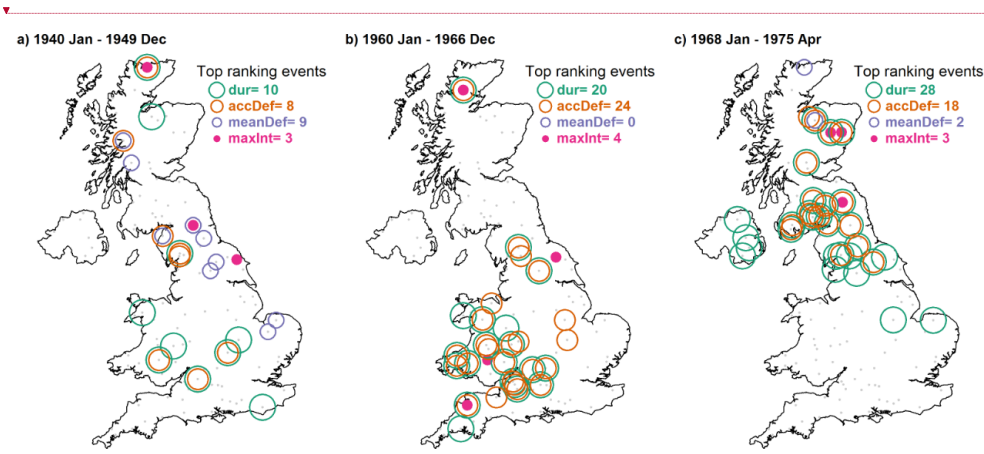 a) 1940 Jan - 1949 Dec
Top ranking events
dur= 10
accDef= 8
meanDef= 9
maxInt= 3
b) 1960 Jan - 1966 Dec
Top ranking events
dur= 20
accDef= 24
meanDef= 0
maxInt= 4
c) 1968 Jan - 1975 Apr
Top ranking events
dur= 28
accDef= 18
meanDef= 2
maxInt= 3